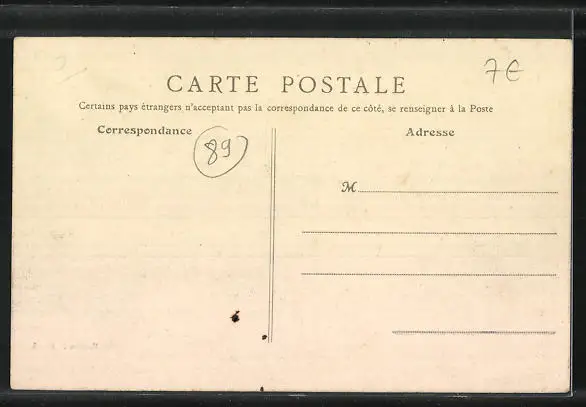 7€
CARTE POSTALE
Certains pays étrangers n'acceptant pas la correspondance de ce côté, se renseigner à la Poste
Correspondance
Adresse
89
M